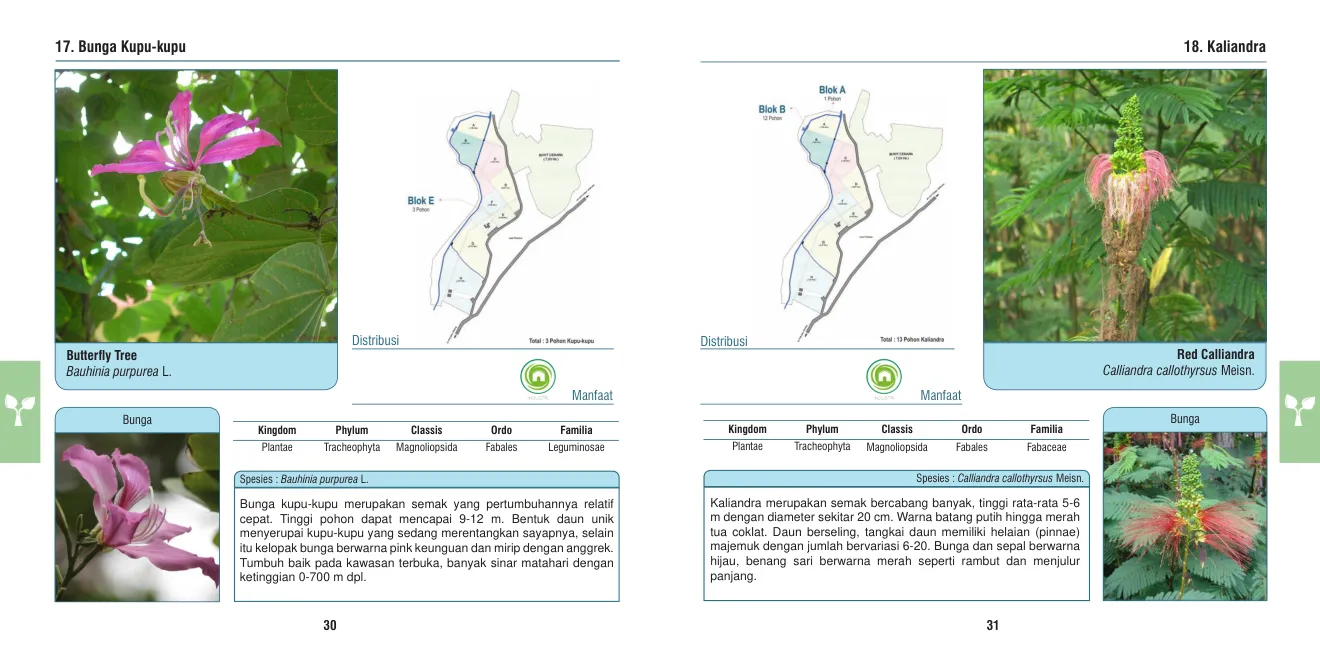 17. Bunga Kupu-kupu
Blok E
3 Pohon
Distribusi
Total : 3 Pohon Kupu-kupu
Manfaat
Butterfly Tree
Bauhinia purpurea L.
Bunga
Kingdom Phylum Classis Ordo Familia
Plantae Tracheophyta Magnoliopsida Fabales Leguminosae
Spesies : Bauhinia purpurea L.
Bunga kupu-kupu merupakan semak yang pertumbuhannya relatif
cepat. Tinggi pohon dapat mencapai 9-12 m. Bentuk daun unik
menyerupai kupu-kupu yang sedang merentangkan sayapnya, selain
itu kelopak bunga berwarna pink keunguan dan mirip dengan anggrek.
Tumbuh baik pada kawasan terbuka, banyak sinar matahari dengan
ketinggian 0-700 m dpl.
30
18. Kaliandra
Blok A
1 Pohon
Blok B
12 Pohon
Distribusi
Total : 13 Pohon Kaliandra
Manfaat
Red Calliandra
Calliandra callothyrsus Meisn.
Kingdom Phylum Classis Ordo Familia
Plantae Tracheophyta Magnoliopsida Fabales Fabaceae
Bunga
Spesies : Calliandra callothyrsus Meisn.
Kaliandra merupakan semak bercabang banyak, tinggi rata-rata 5-6
m dengan diameter sekitar 20 cm. Warna batang putih hingga merah
tua coklat. Daun berseling, tangkai daun memiliki helaian (pinnae)
majemuk dengan jumlah bervariasi 6-20. Bunga dan sepal berwarna
hijau, benang sari berwarna merah seperti rambut dan menjulur
panjang.
31